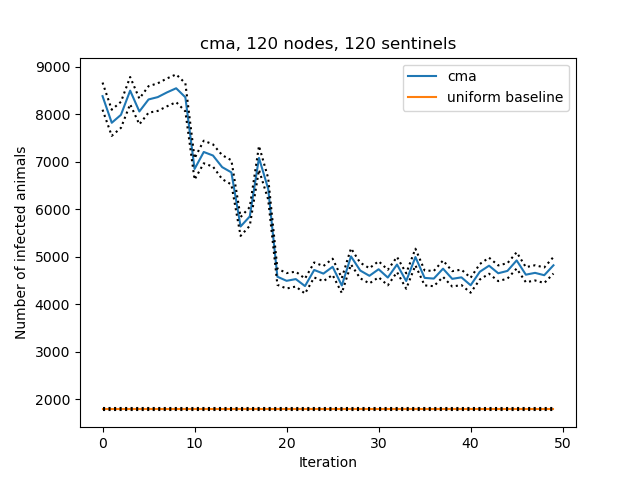 cma, 120 nodes, 120 sentinels
9000
8000
7000
6000
5000
4000
3000
2000
Number of infected animals
cma
uniform baseline
0 10 20 30 40 50
Iteration